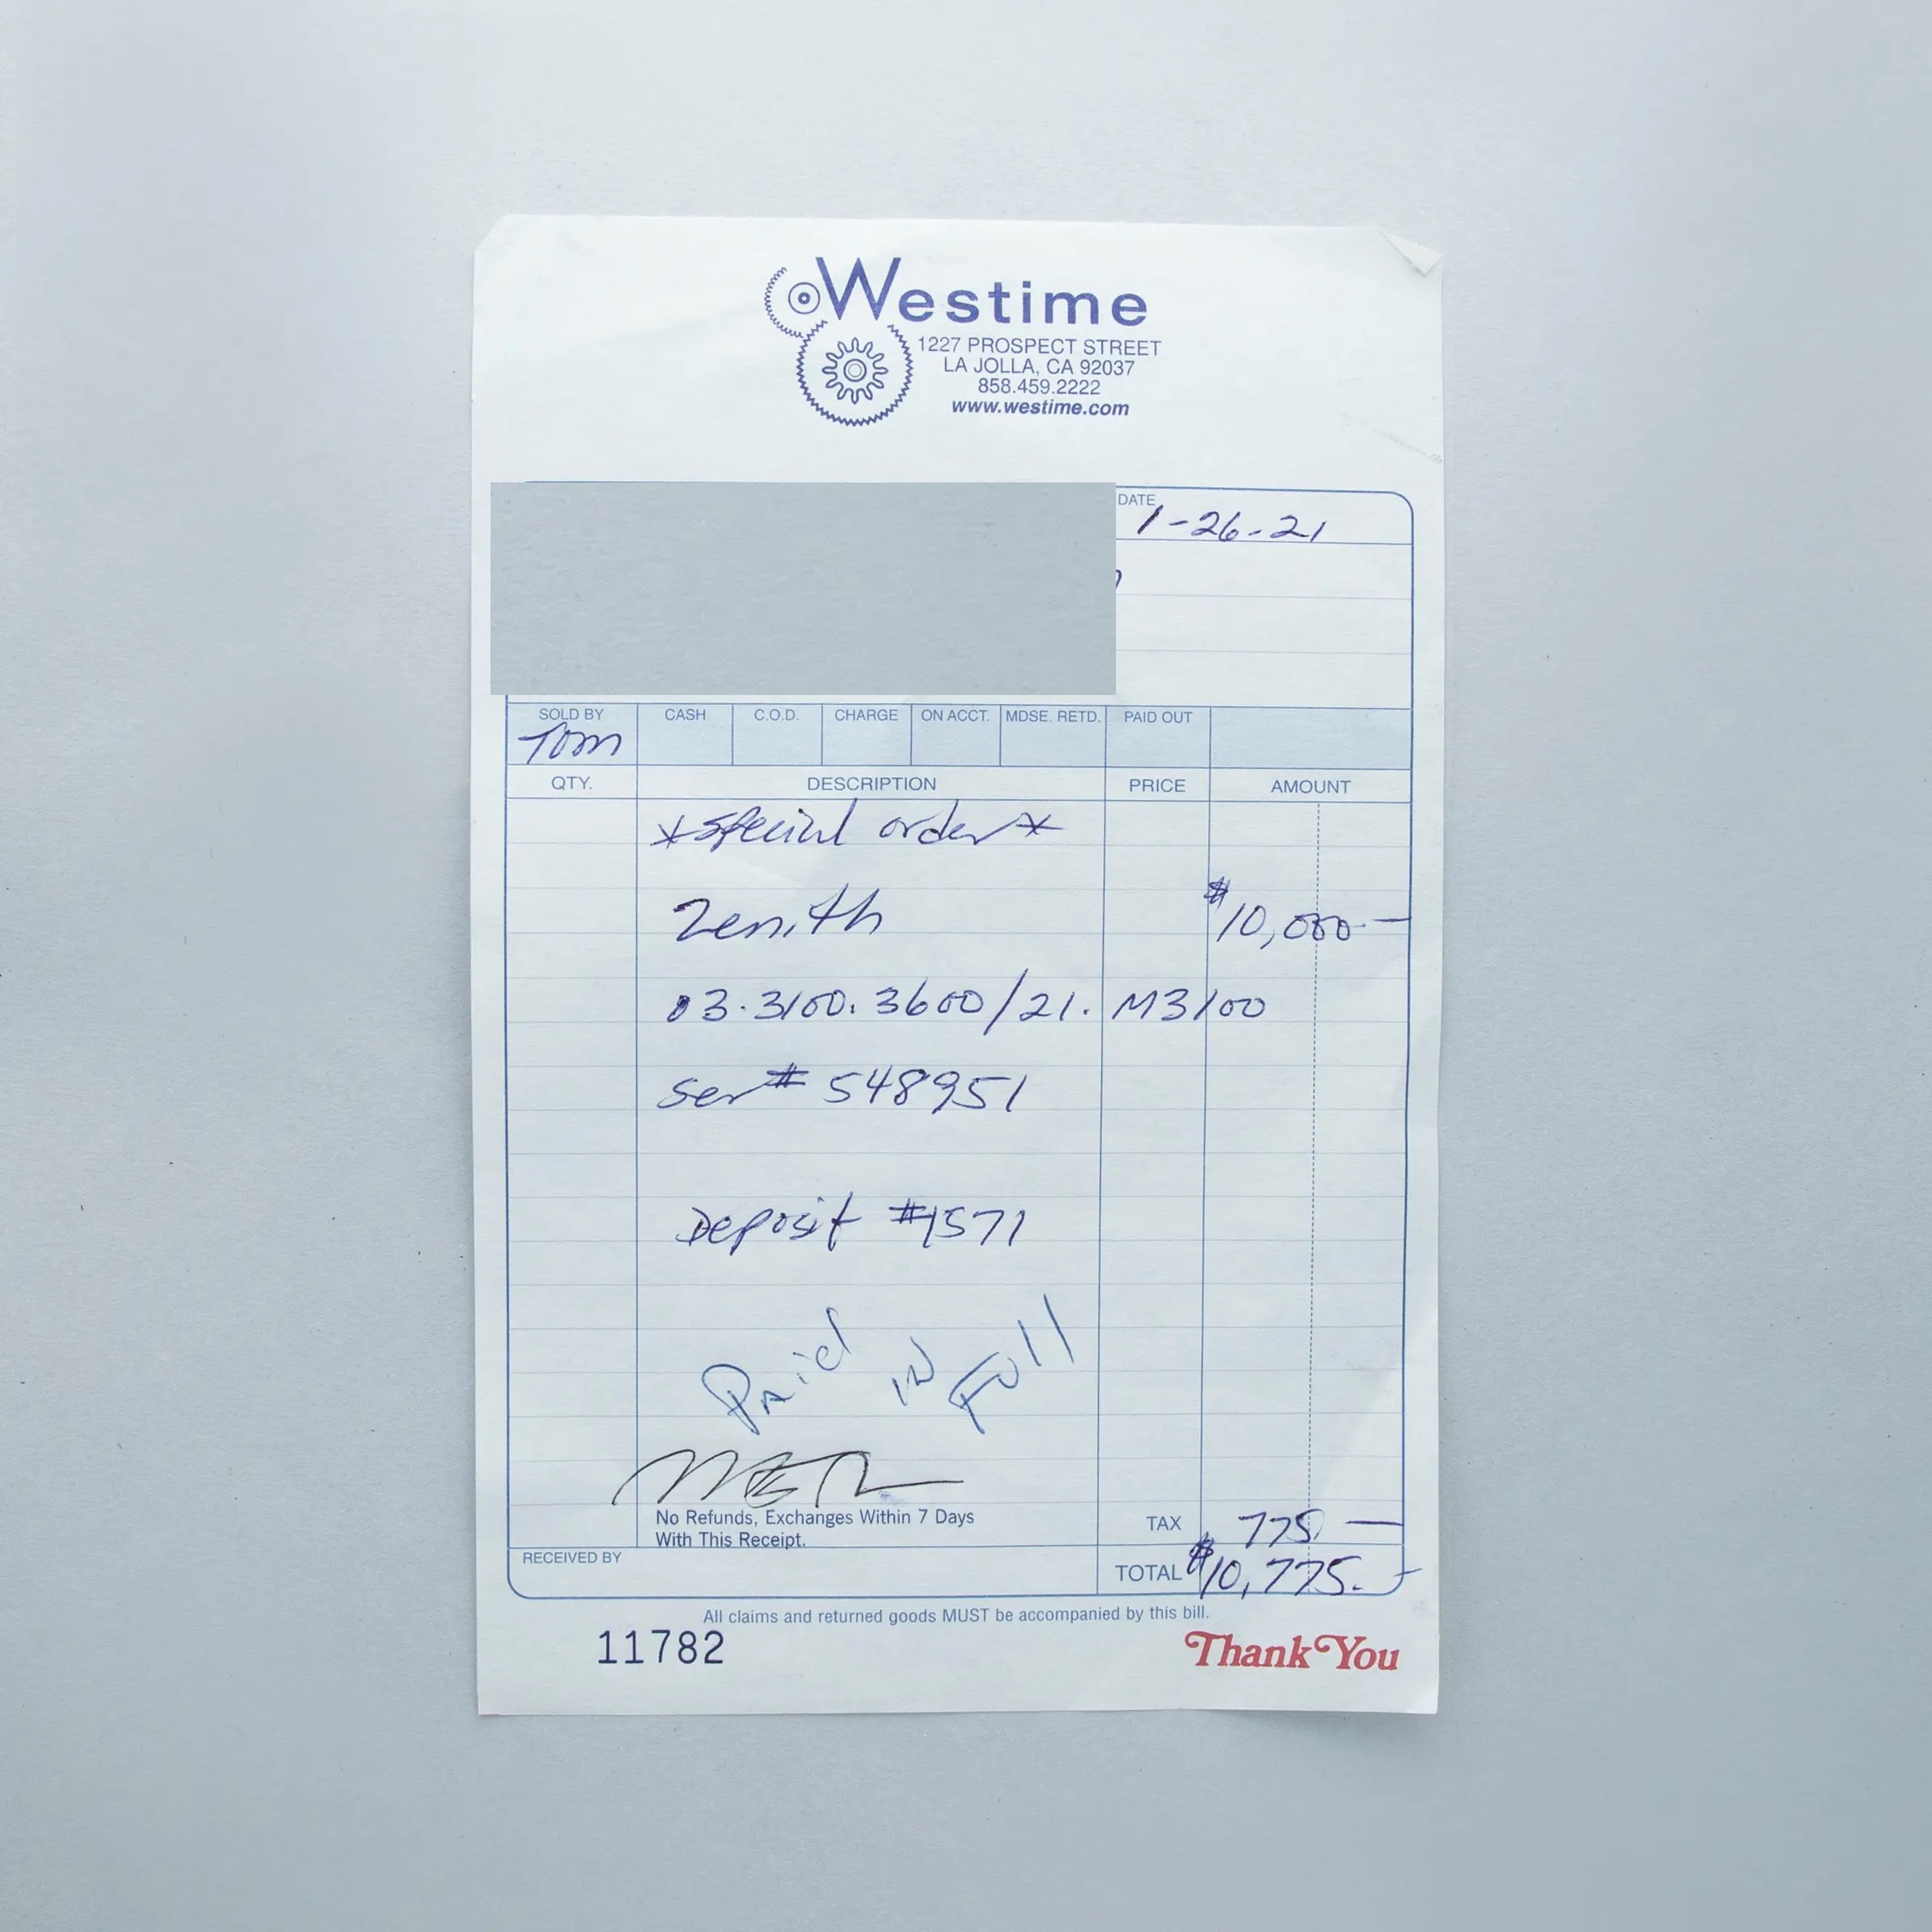 Westime
1227 PROSPECT STREET
LA JOLLA, CA 92037
858.459.2222
www.westime.com
DATE 1-26-21
SOLD BY CASH C.O.D. CHARGE ON ACCT. MDSE. RETD. PAID OUT
Tom
QTY. DESCRIPTION PRICE AMOUNT
*special order*
Zenith $10,000.—
03.3100.3600/21.M3100
Ser# 548951
Deposit #1571
Paid in Full
No Refunds, Exchanges Within 7 Days
With This Receipt.
TAX 775 —
RECEIVED BY
TOTAL $10,775.—
All claims and returned goods MUST be accompanied by this bill.
11782 Thank You